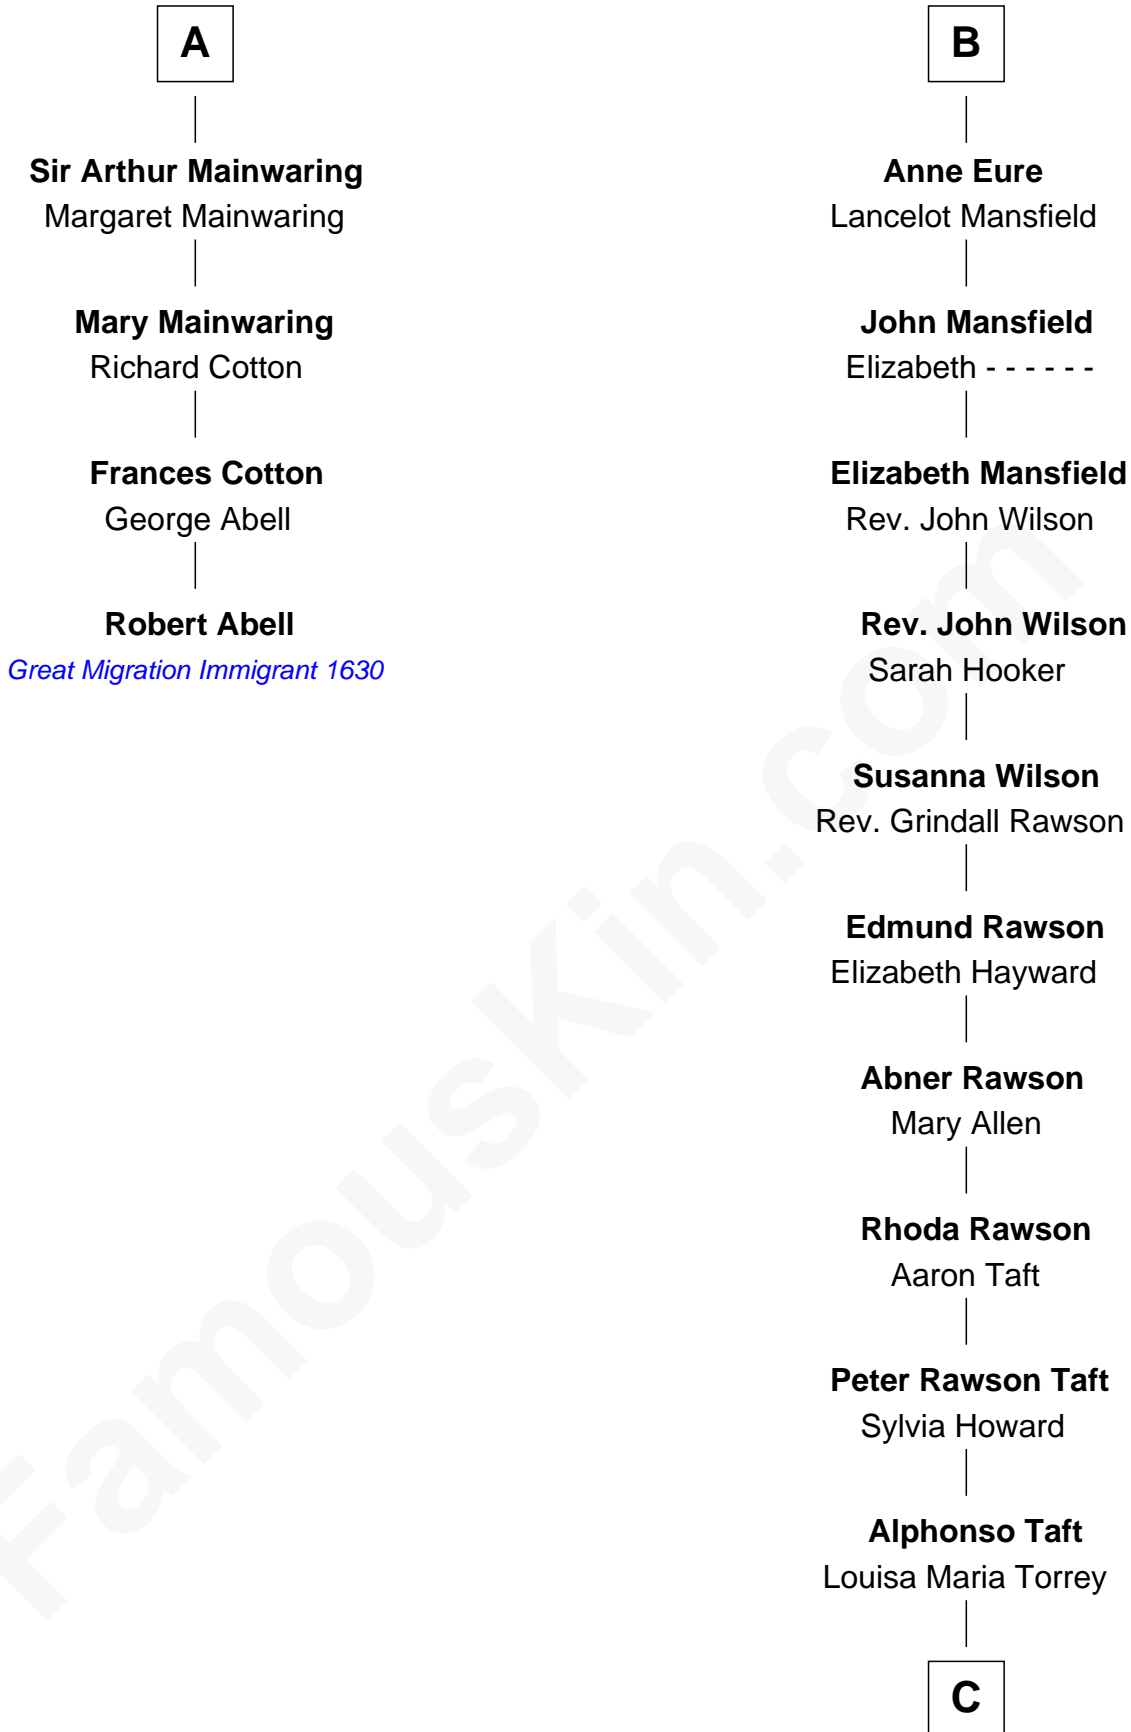 A
Sir Arthur Mainwaring
Margaret Mainwaring
Mary Mainwaring
Richard Cotton
Frances Cotton
George Abell
Robert Abell
Great Migration Immigrant 1630
B
Anne Eure
Lancelot Mansfield
John Mansfield
Elizabeth - - - - - -
Elizabeth Mansfield
Rev. John Wilson
Rev. John Wilson
Sarah Hooker
Susanna Wilson
Rev. Grindall Rawson
Edmund Rawson
Elizabeth Hayward
Abner Rawson
Mary Allen
Rhoda Rawson
Aaron Taft
Peter Rawson Taft
Sylvia Howard
Alphonso Taft
Louisa Maria Torrey
C
FamousKin.com